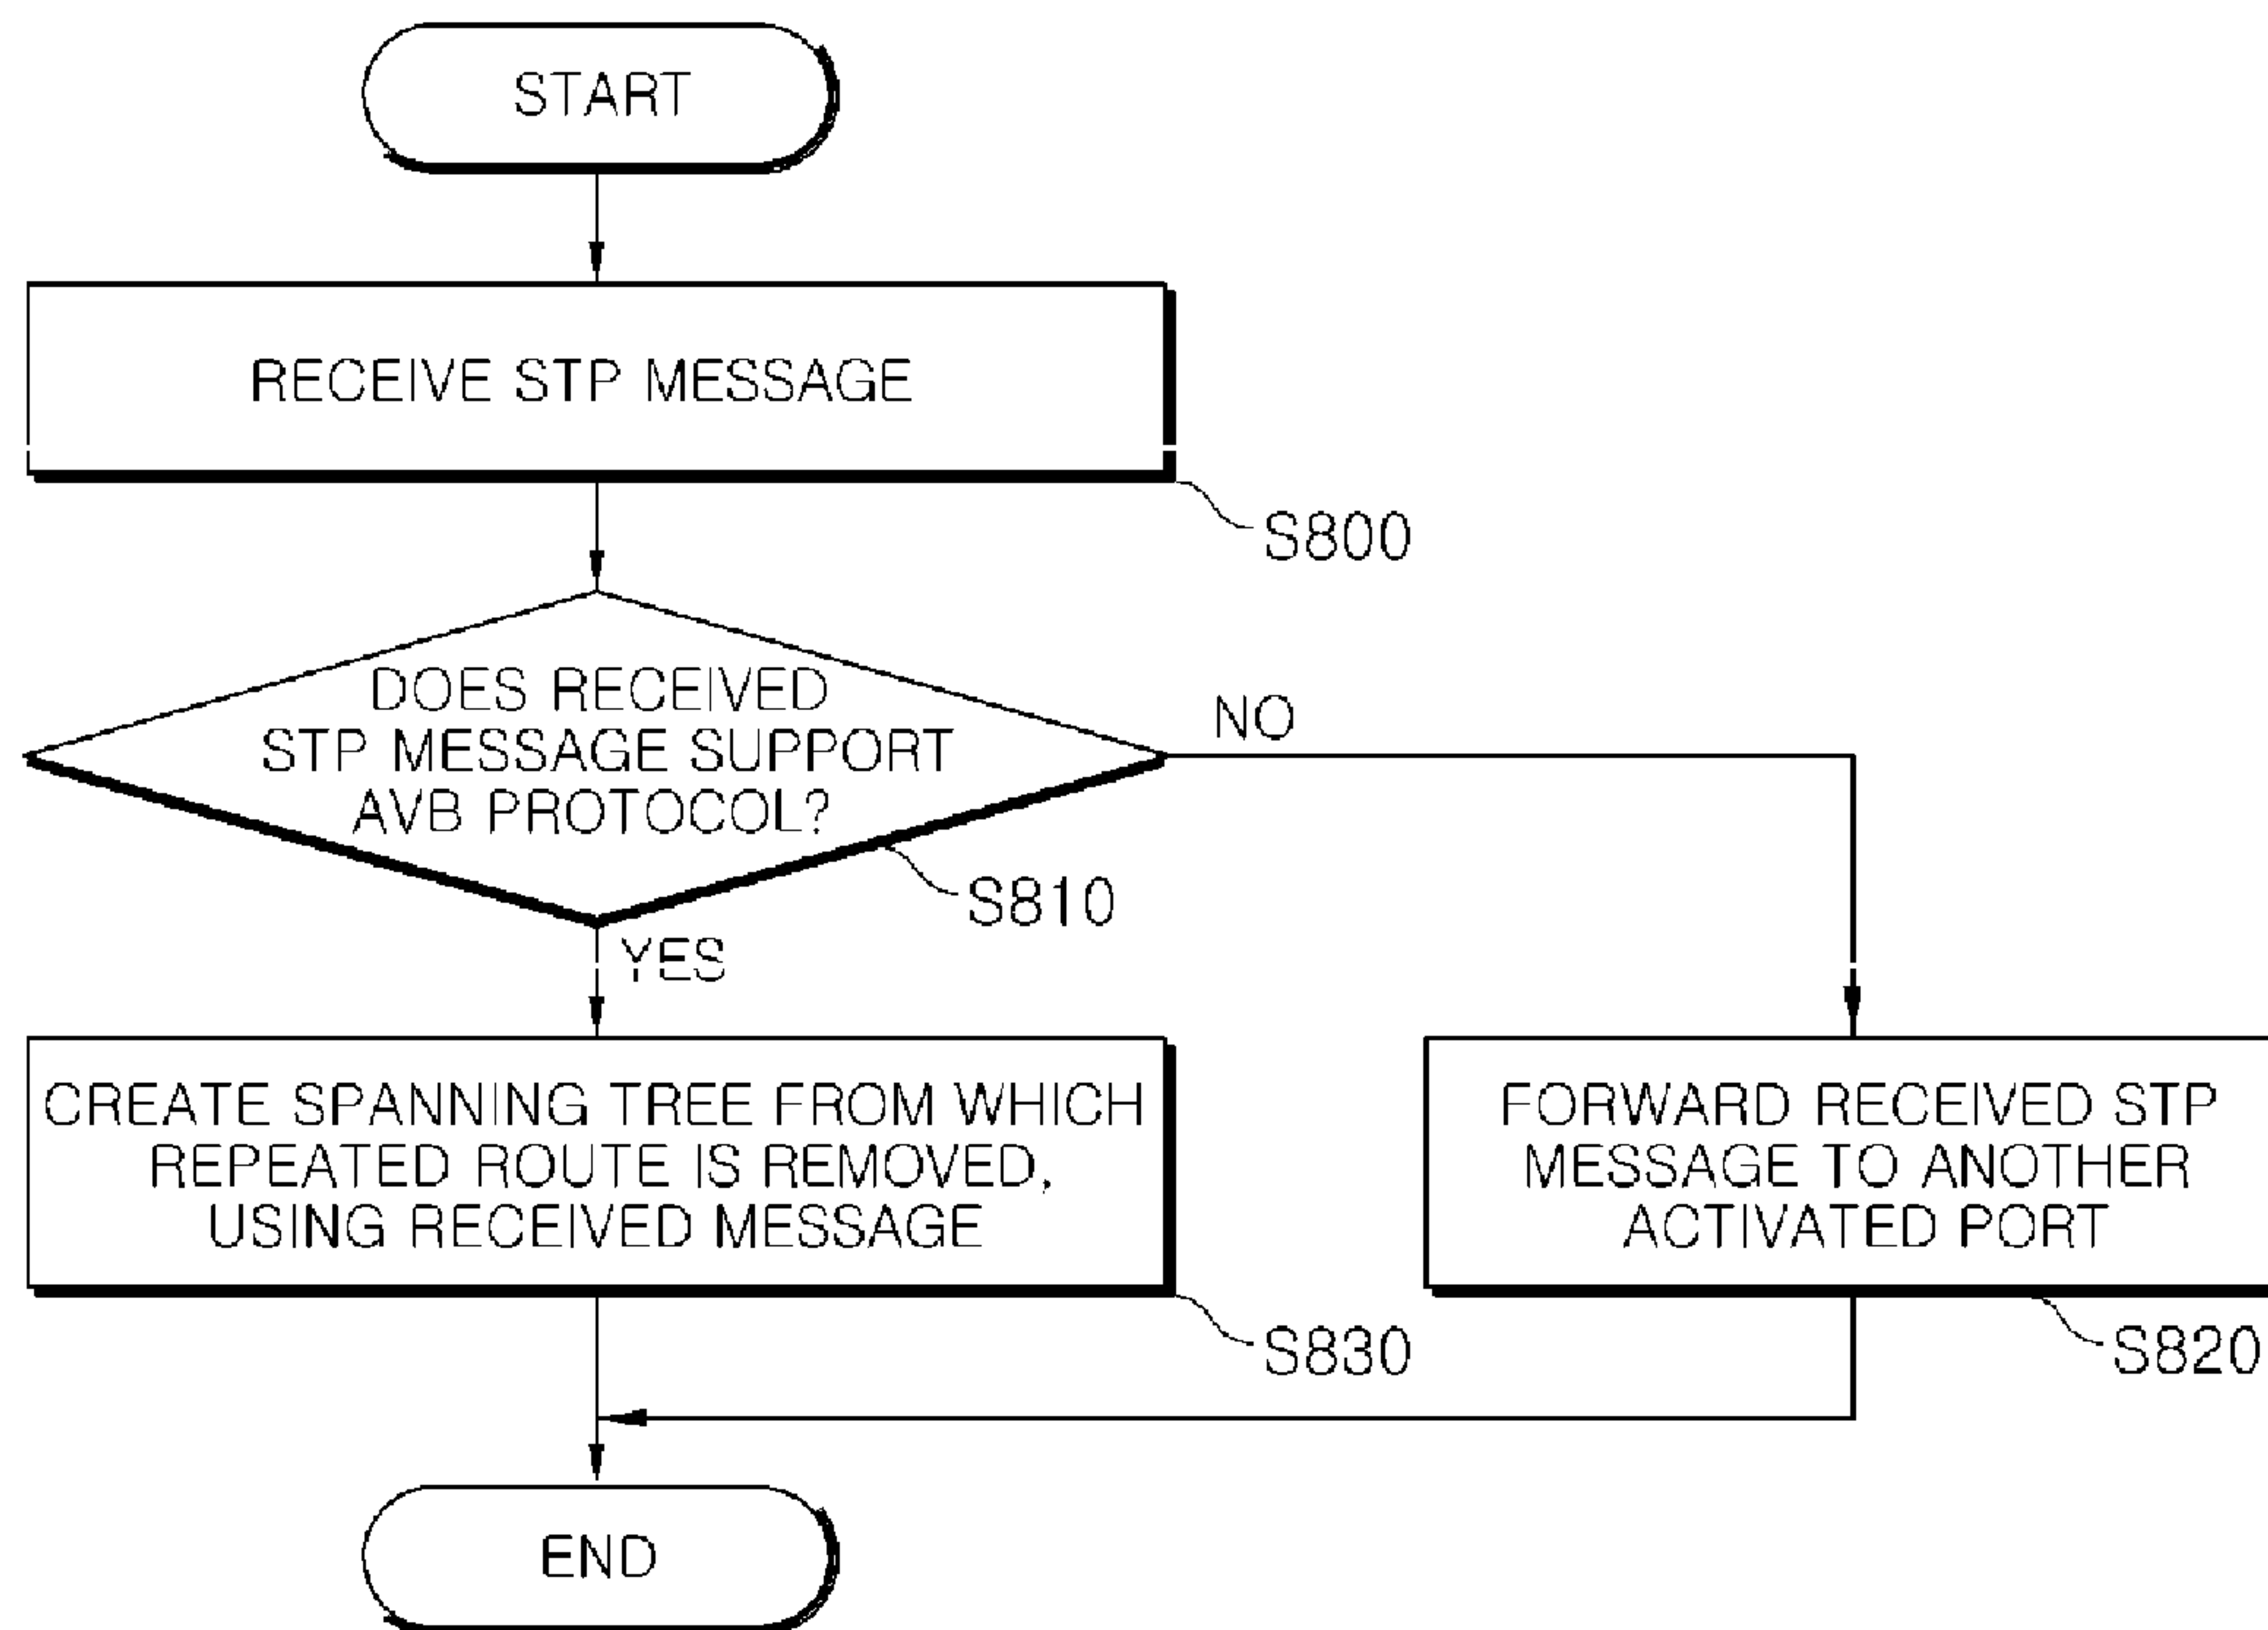 START
RECEIVE STP MESSAGE
S800
DOES RECEIVED
STP MESSAGE SUPPORT
AVB PROTOCOL?
NO
S810
YES
CREATE SPANNING TREE FROM WHICH
REPEATED ROUTE IS REMOVED,
USING RECEIVED MESSAGE
S830
FORWARD RECEIVED STP
MESSAGE TO ANOTHER
ACTIVATED PORT
S820
END